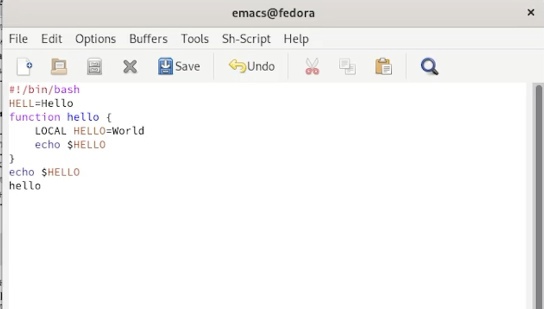 emacs@fedora ×
File Edit Options Buffers Tools Sh-Script Help
Save Undo
#!/bin/bash
HELL=Hello
function hello {
    LOCAL HELLO=World
    echo $HELLO
}
echo $HELLO
hello